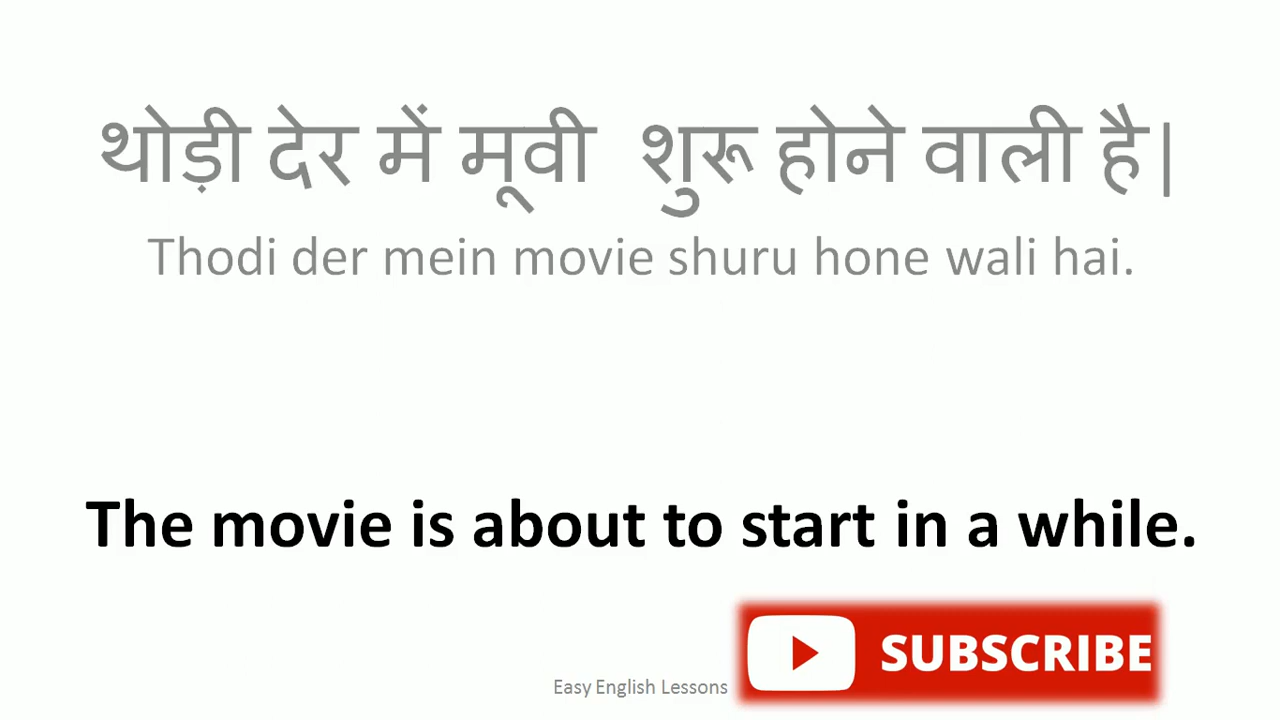 थोड़ी देर में मूवी  शुरू होने वाली है|
Thodi der mein movie shuru hone wali hai.
The movie is about to start in a while.
SUBSCRIBE
Easy English Lessons